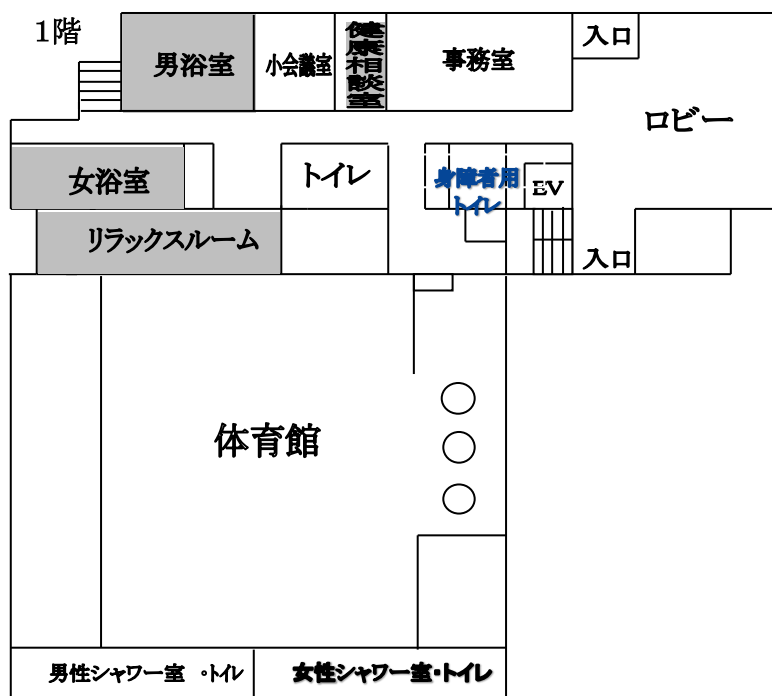 1階
男浴室
小会議室
健康相談室
事務室
入口
ロビー
女浴室
トイレ
身障者用
トイレ
EV
リラックスルーム
入口
体育館
男性シャワー室 ・トイレ
女性シャワー室・トイレ